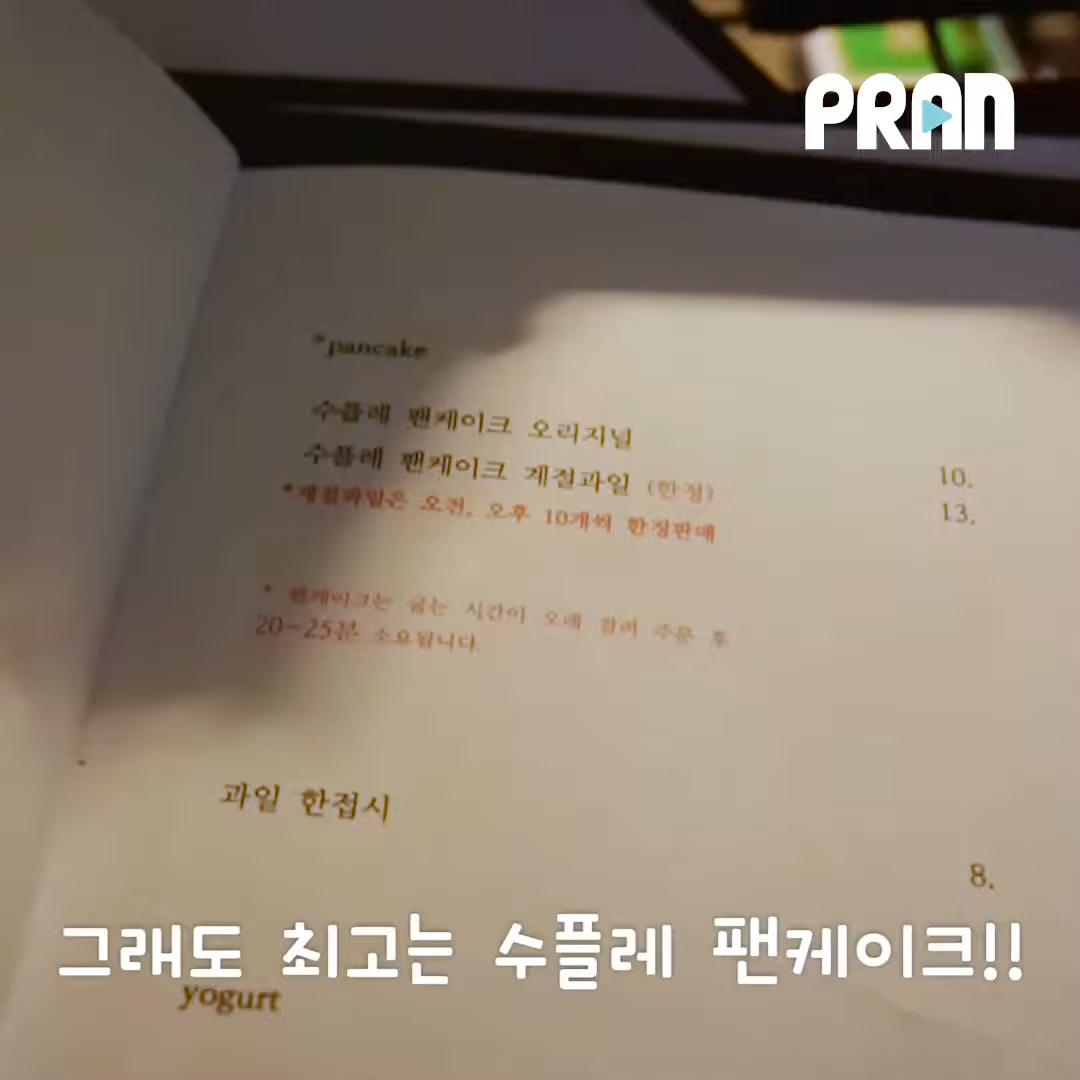 PRAN
*pancake
수플레 팬케이크 오리지널 10.
수플레 팬케이크 계절과일 (한정) 13.
*계절과일은 오전, 오후 10개씩 한정판매
* 팬케이크는 굽는 시간이 오래 걸려 주문 후
20~25분 소요됩니다.
과일 한접시 8.
그래도 최고는 수플레 팬케이크!!
yogurt